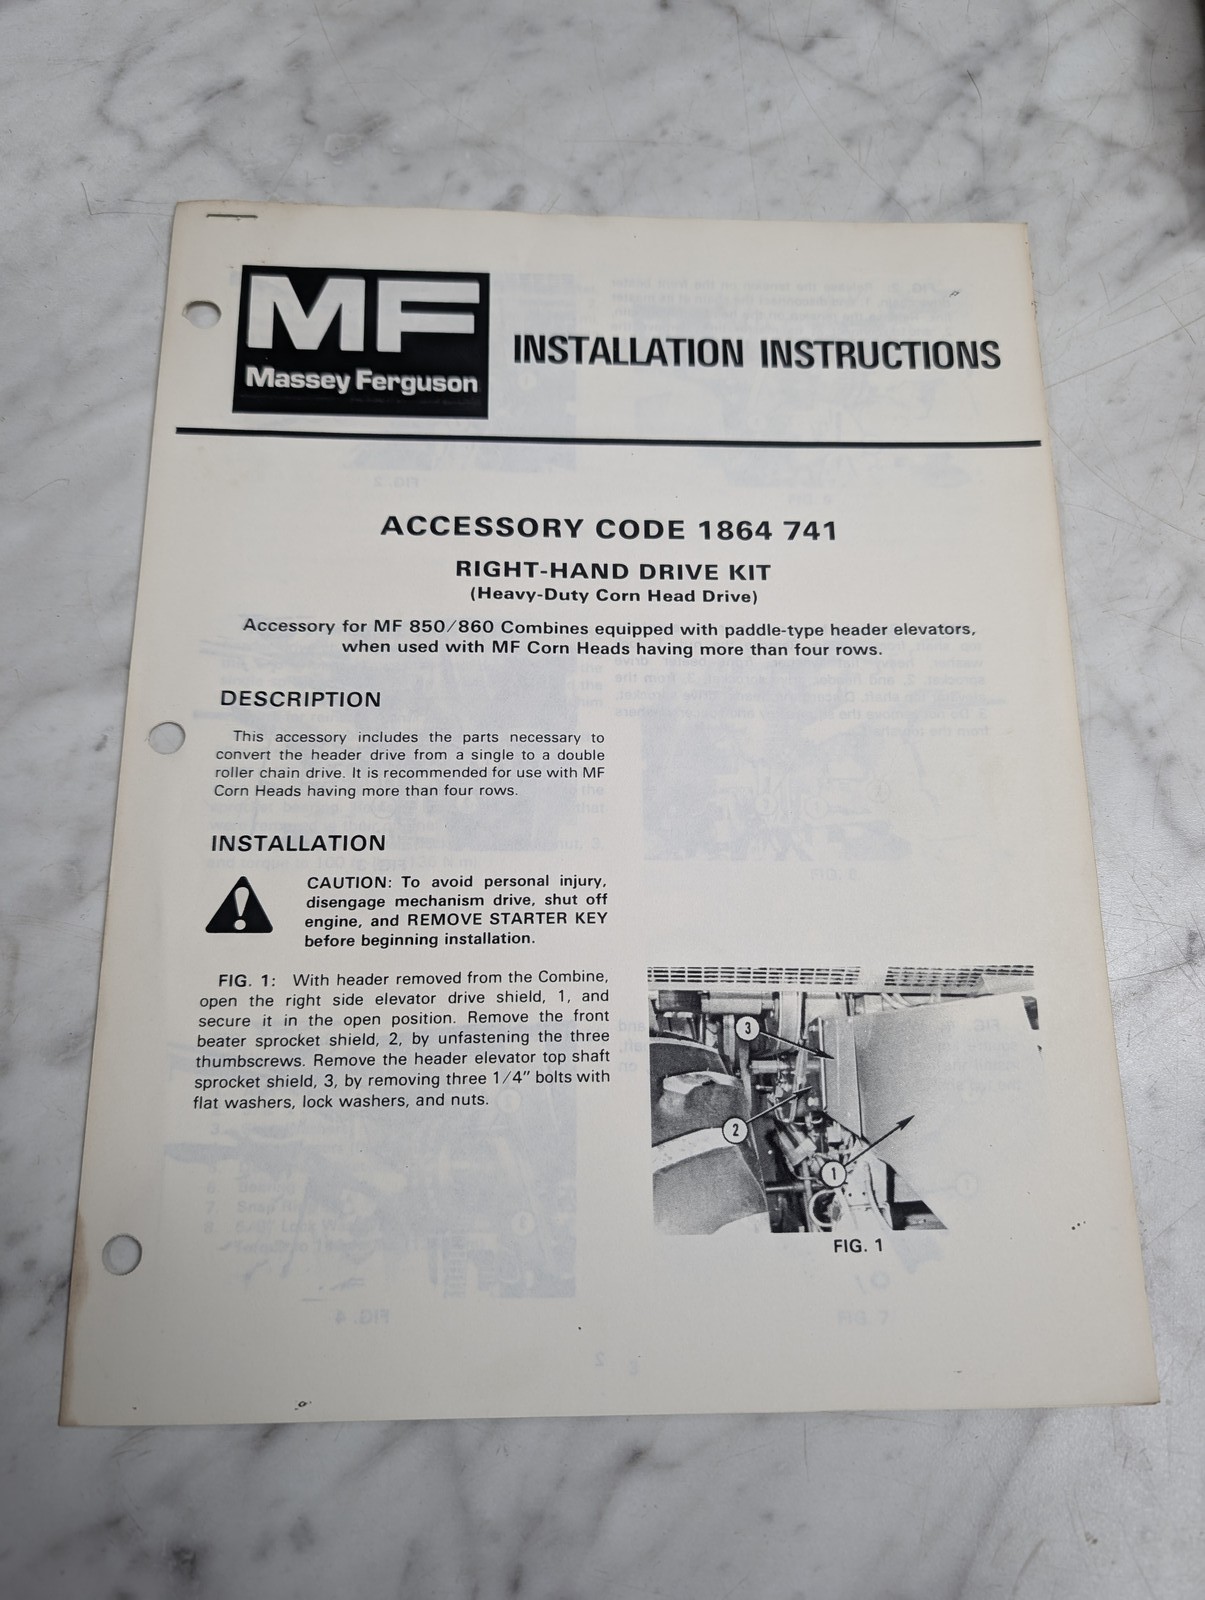 MF
Massey Ferguson
INSTALLATION INSTRUCTIONS
ACCESSORY CODE 1864 741
RIGHT-HAND DRIVE KIT
(Heavy-Duty Corn Head Drive)
Accessory for MF 850/860 Combines equipped with paddle-type header elevators,
when used with MF Corn Heads having more than four rows.
DESCRIPTION
This accessory includes the parts necessary to
convert the header drive from a single to a double
roller chain drive. It is recommended for use with MF
Corn Heads having more than four rows.
INSTALLATION
CAUTION: To avoid personal injury,
disengage mechanism drive, shut off
engine, and REMOVE STARTER KEY
before beginning installation.
FIG. 1: With header removed from the Combine,
open the right side elevator drive shield, 1, and
secure it in the open position. Remove the front
beater sprocket shield, 2, by unfastening the three
thumbscrews. Remove the header elevator top shaft
sprocket shield, 3, by removing three 1/4" bolts with
flat washers, lock washers, and nuts.
3
2
1
FIG. 1